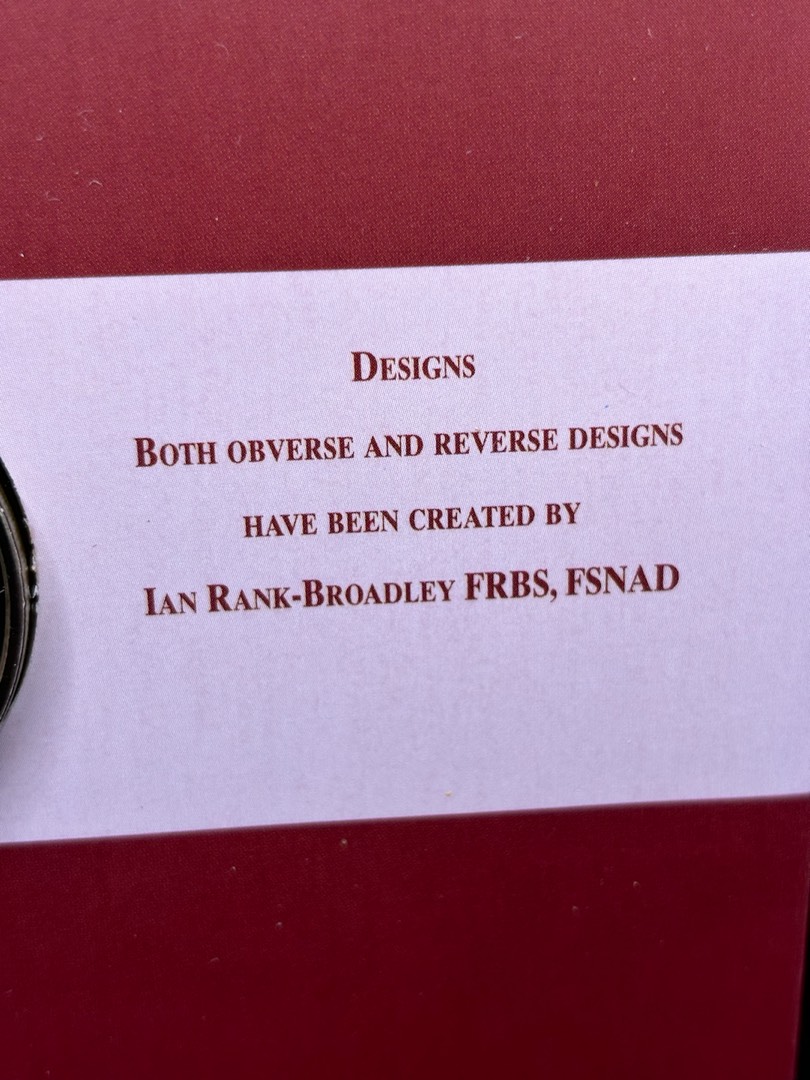 Designs
Both obverse and reverse designs
have been created by
Ian Rank-Broadley FRBS, FSNAD